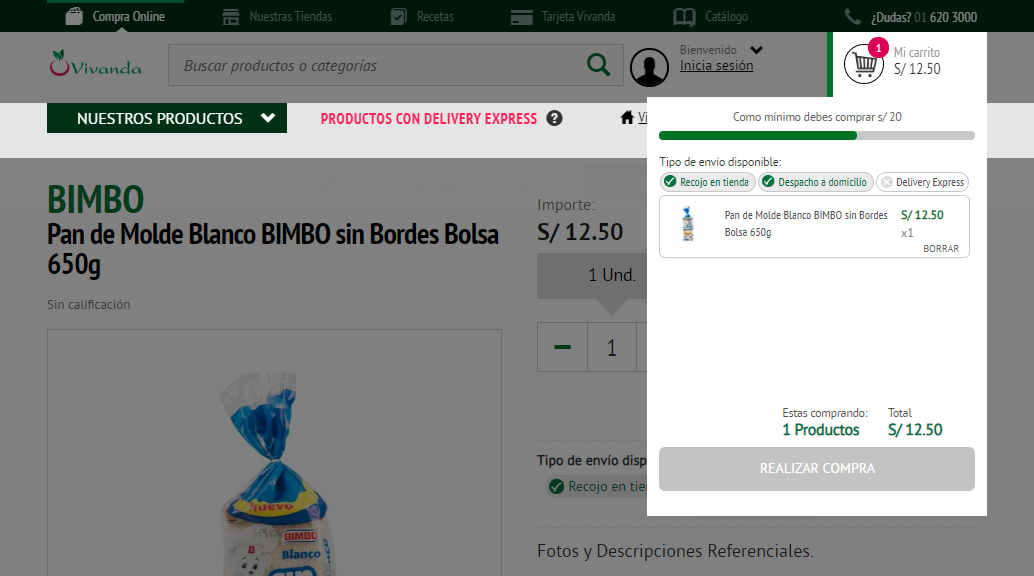 Compra Online
Nuestras Tiendas
Recetas
Tarjeta Vivanda
Catálogo
¿Dudas? 01 620 3000
Vivanda
Buscar productos o categorías
Bienvenido
Inicia sesión
1
Mi carrito
S/ 12.50
NUESTROS PRODUCTOS
PRODUCTOS CON DELIVERY EXPRESS ?
Como mínimo debes comprar s/ 20
Tipo de envío disponible:
Recojo en tienda
Despacho a domicilio
Delivery Express
Pan de Molde Blanco BIMBO sin Bordes
Bolsa 650g
S/ 12.50
x1
BORRAR
Estas comprando:
1 Productos
Total
S/ 12.50
REALIZAR COMPRA
BIMBO
Pan de Molde Blanco BIMBO sin Bordes Bolsa
650g
Sin calificación
Nuevo
BIMBO
Blanco
Importe:
S/ 12.50
1 Und.
1
Tipo de envío disp
Recojo en tie
Fotos y Descripciones Referenciales.